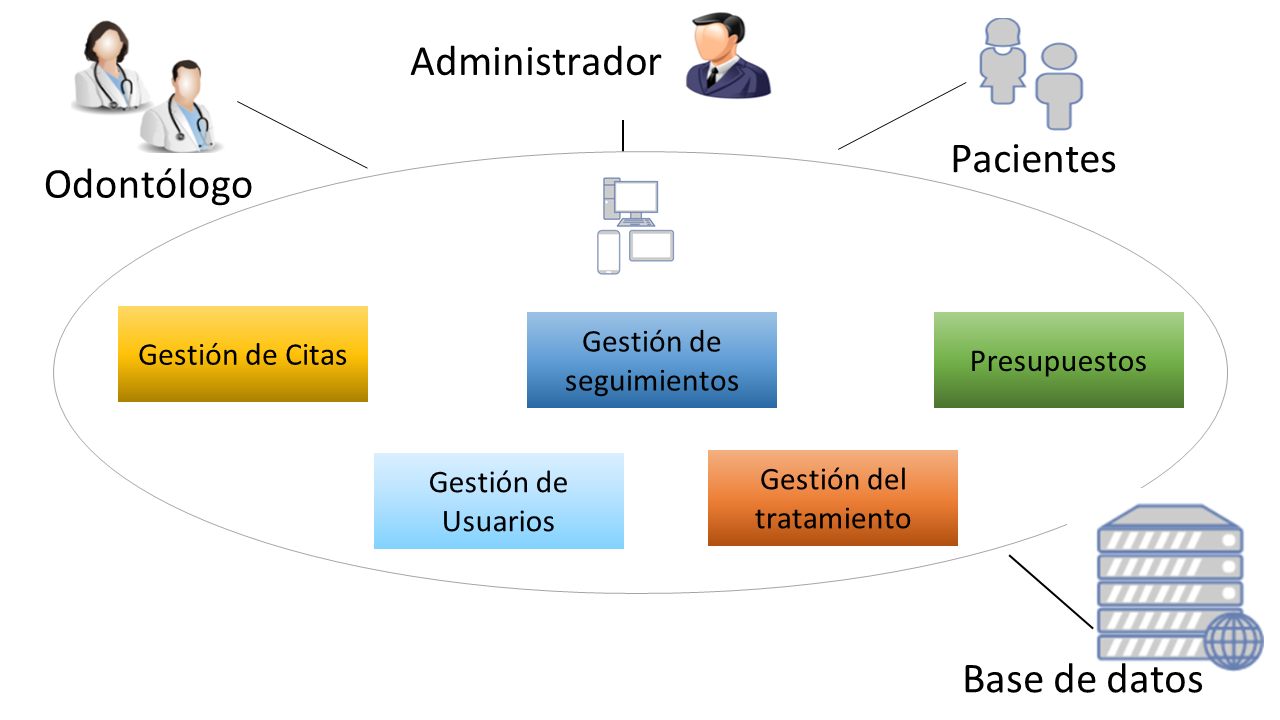 Administrador
Odontólogo
Pacientes
Gestión de Citas
Gestión de
seguimientos
Presupuestos
Gestión de
Usuarios
Gestión del
tratamiento
Base de datos